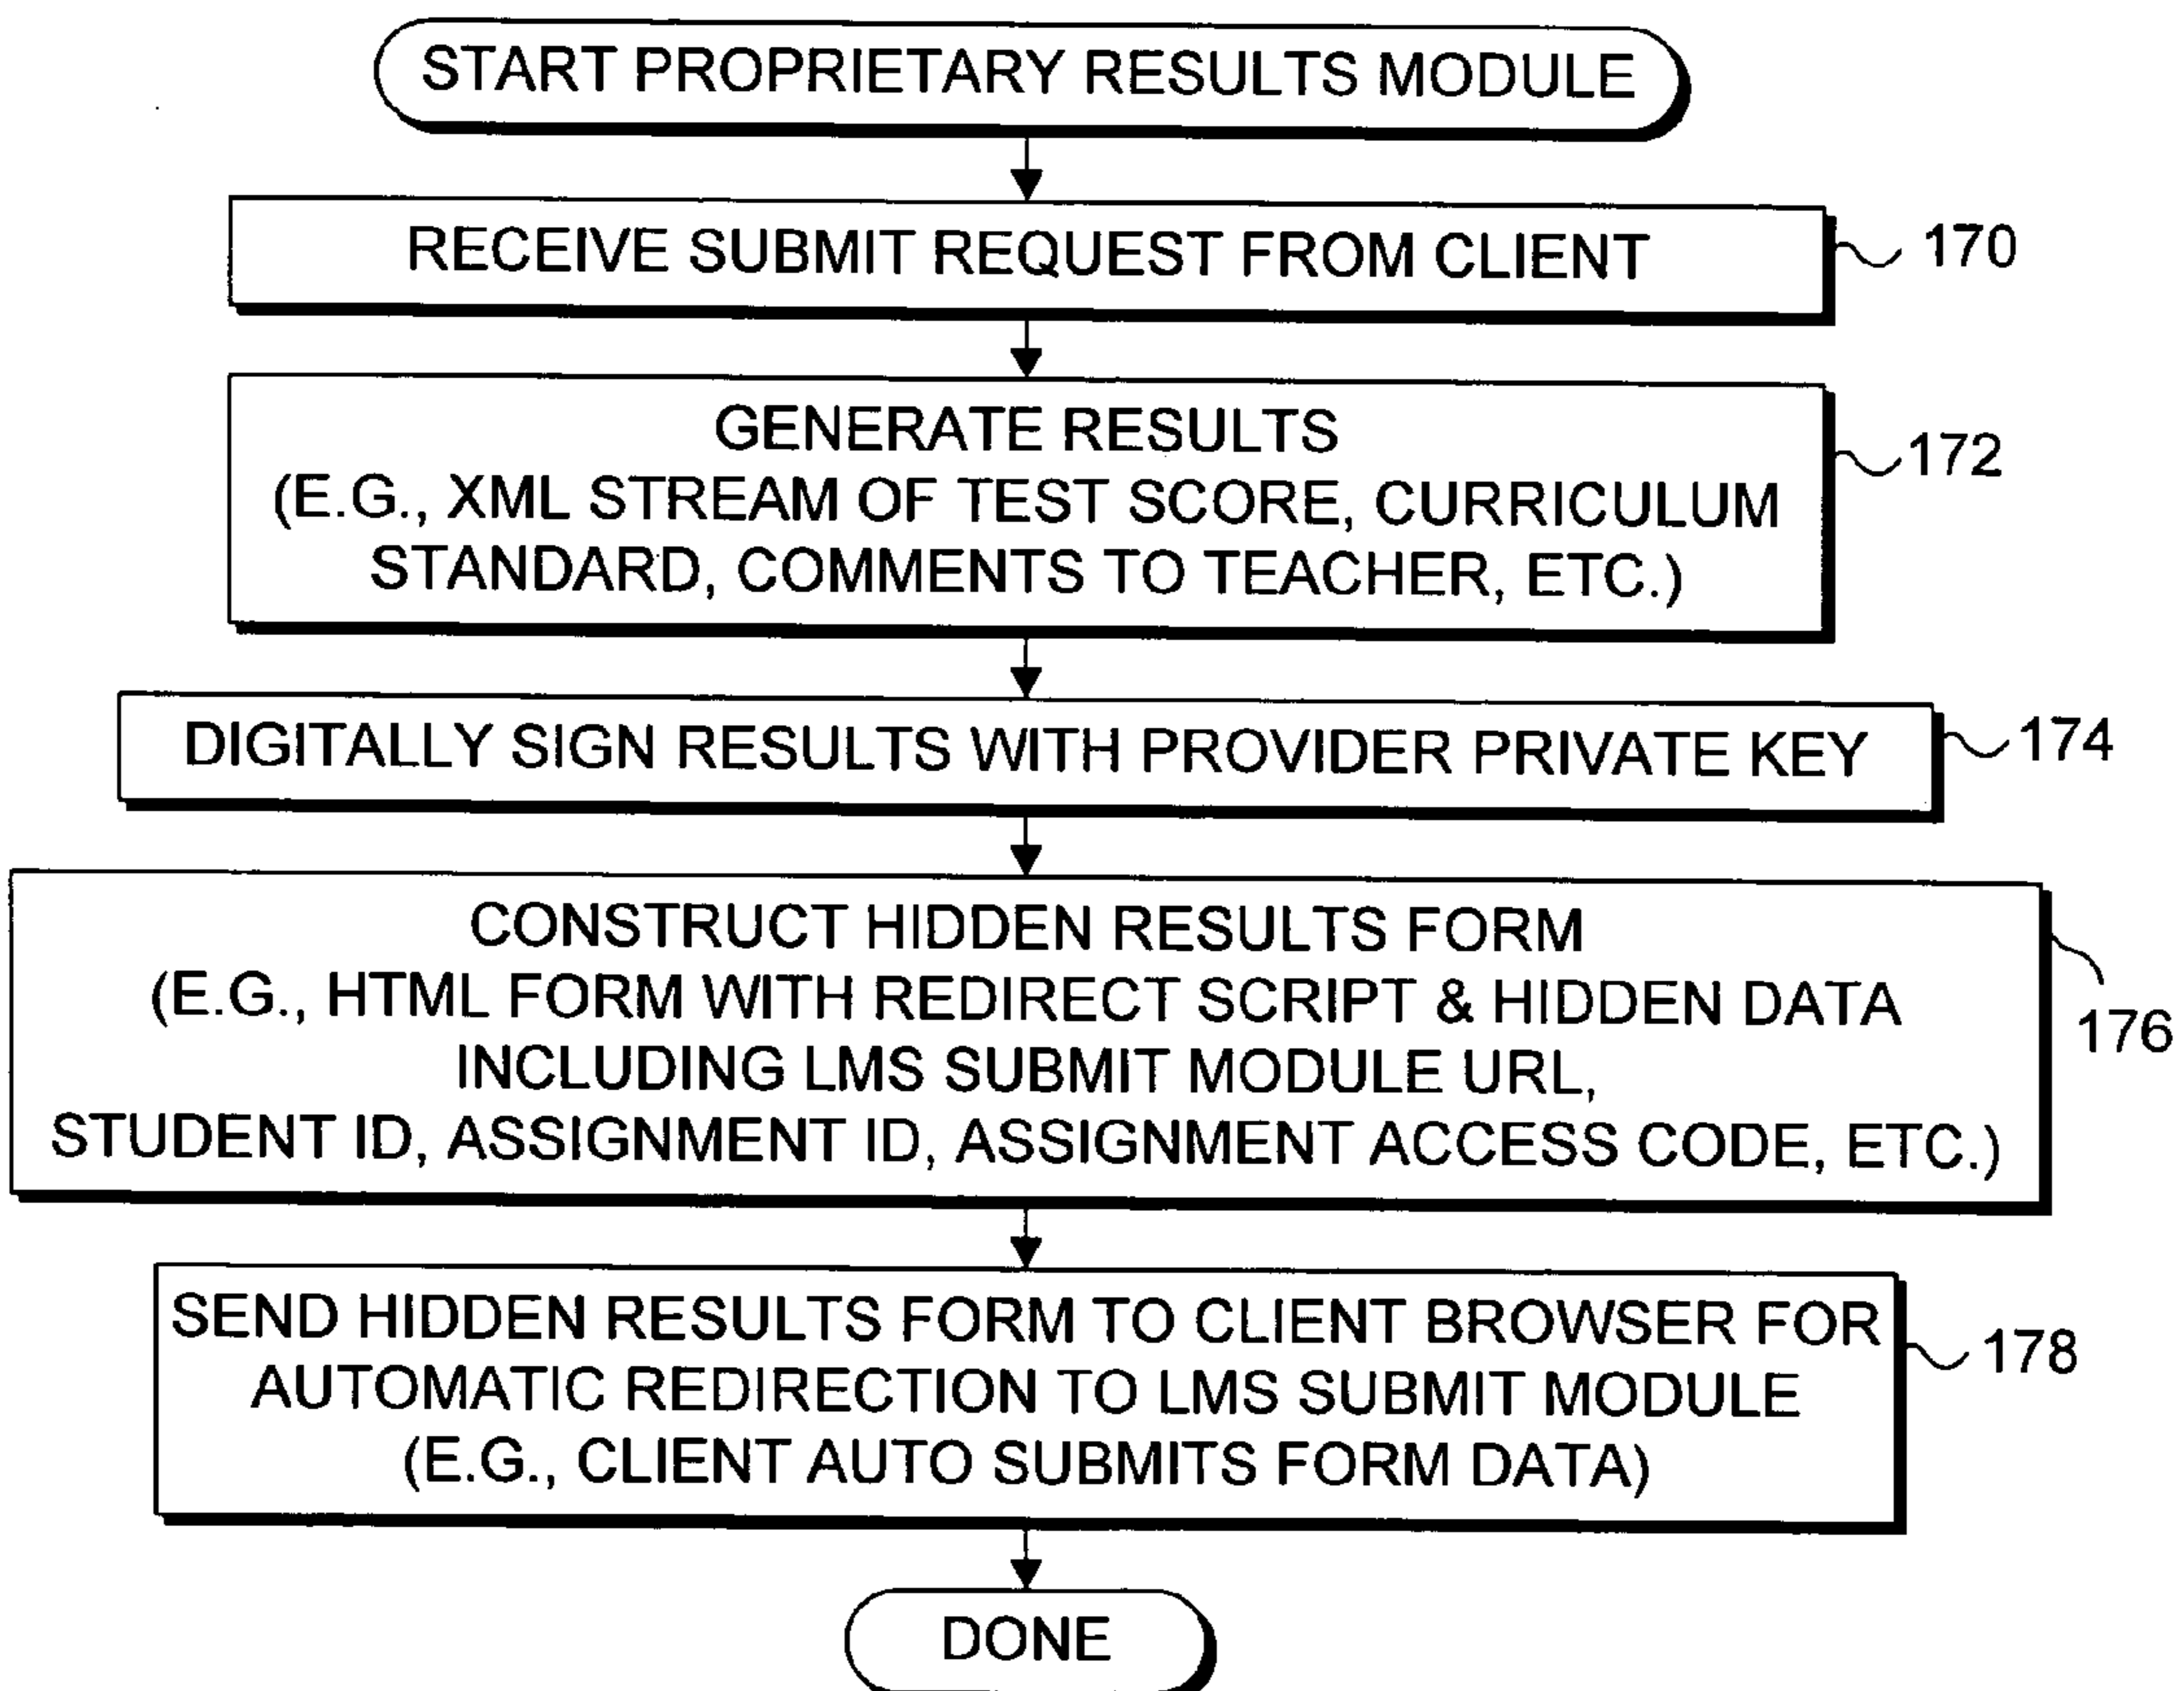 START PROPRIETARY RESULTS MODULE
RECEIVE SUBMIT REQUEST FROM CLIENT
170
GENERATE RESULTS
(E.G., XML STREAM OF TEST SCORE, CURRICULUM
STANDARD, COMMENTS TO TEACHER, ETC.)
172
DIGITALLY SIGN RESULTS WITH PROVIDER PRIVATE KEY
174
CONSTRUCT HIDDEN RESULTS FORM
(E.G., HTML FORM WITH REDIRECT SCRIPT & HIDDEN DATA
INCLUDING LMS SUBMIT MODULE URL,
STUDENT ID, ASSIGNMENT ID, ASSIGNMENT ACCESS CODE, ETC.)
176
SEND HIDDEN RESULTS FORM TO CLIENT BROWSER FOR
AUTOMATIC REDIRECTION TO LMS SUBMIT MODULE
(E.G., CLIENT AUTO SUBMITS FORM DATA)
178
DONE